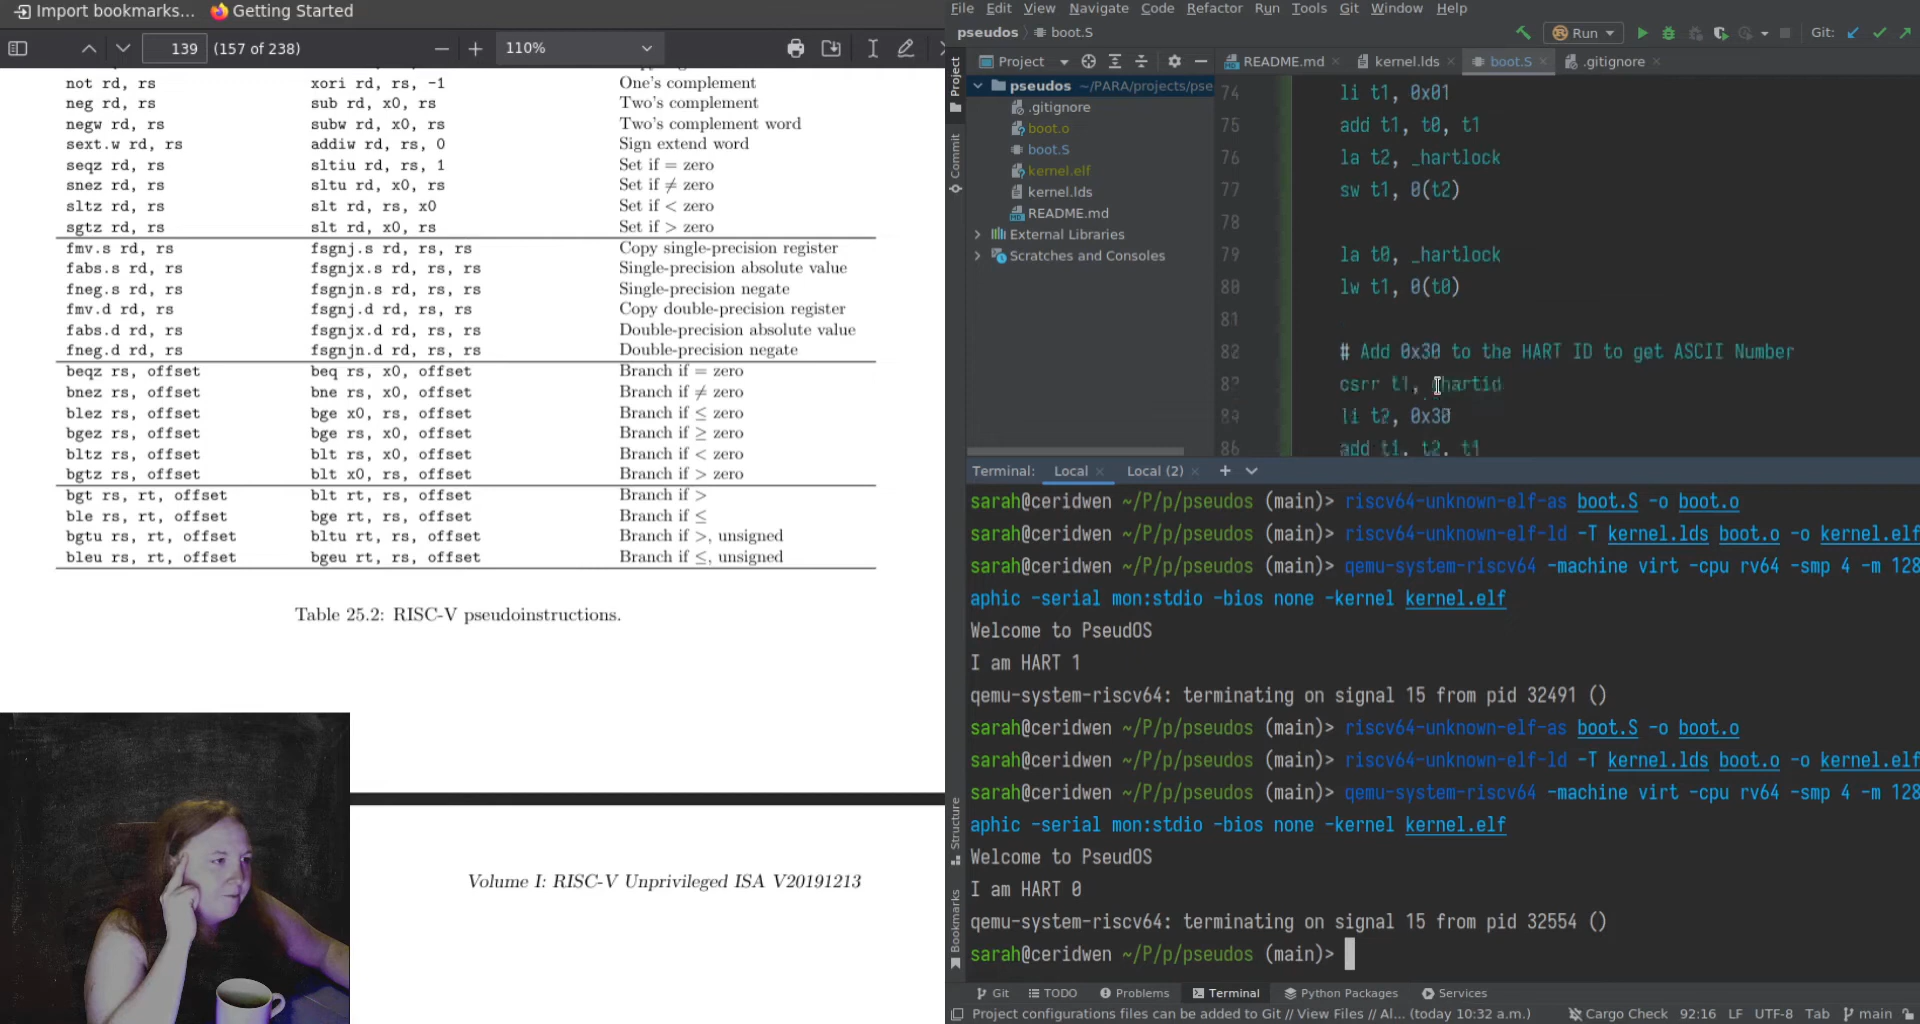 Import bookmarks... Getting Started
139 (157 of 238) 110%
not rd, rs xori rd, rs, -1 One's complement
neg rd, rs sub rd, x0, rs Two's complement
negw rd, rs subw rd, x0, rs Two's complement word
sext.w rd, rs addiw rd, rs, 0 Sign extend word
seqz rd, rs sltiu rd, rs, 1 Set if = zero
snez rd, rs sltu rd, x0, rs Set if ≠ zero
sltz rd, rs slt rd, rs, x0 Set if < zero
sgtz rd, rs slt rd, x0, rs Set if > zero
fmv.s rd, rs fsgnj.s rd, rs, rs Copy single-precision register
fabs.s rd, rs fsgnjx.s rd, rs, rs Single-precision absolute value
fneg.s rd, rs fsgnjn.s rd, rs, rs Single-precision negate
fmv.d rd, rs fsgnj.d rd, rs, rs Copy double-precision register
fabs.d rd, rs fsgnjx.d rd, rs, rs Double-precision absolute value
fneg.d rd, rs fsgnjn.d rd, rs, rs Double-precision negate
beqz rs, offset beq rs, x0, offset Branch if = zero
bnez rs, offset bne rs, x0, offset Branch if ≠ zero
blez rs, offset bge x0, rs, offset Branch if ≤ zero
bgez rs, offset bge rs, x0, offset Branch if ≥ zero
bltz rs, offset blt rs, x0, offset Branch if < zero
bgtz rs, offset blt x0, rs, offset Branch if > zero
bgt rs, rt, offset blt rt, rs, offset Branch if >
ble rs, rt, offset bge rt, rs, offset Branch if ≤
bgtu rs, rt, offset bltu rt, rs, offset Branch if >, unsigned
bleu rs, rt, offset bgeu rt, rs, offset Branch if ≤, unsigned
Table 25.2: RISC-V pseudoinstructions.
Volume I: RISC-V Unprivileged ISA V20191213
File Edit View Navigate Code Refactor Run Tools Git Window Help
pseudos boot.S Run Git:
Project README.md kernel.lds boot.S .gitignore
Project
Commit
pseudos ~/PARA/projects/pse
.gitignore
boot.o
boot.S
kernel.elf
kernel.lds
README.md
External Libraries
Scratches and Consoles
74 li t1, 0x01
75 add t1, t0, t1
76 la t2, _hartlock
77 sw t1, 0(t2)
78
79 la t0, _hartlock
80 lw t1, 0(t0)
81
82 # Add 0x30 to the HART ID to get ASCII Number
csrr t1,
li t2, 0x30
add t1, t2, t1
Terminal: Local Local (2)
sarah@ceridwen ~/P/p/pseudos (main)> riscv64-unknown-elf-as boot.S -o boot.o
sarah@ceridwen ~/P/p/pseudos (main)> riscv64-unknown-elf-ld -T kernel.lds boot.o -o kernel.elf
sarah@ceridwen ~/P/p/pseudos (main)> qemu-system-riscv64 -machine virt -cpu rv64 -smp 4 -m 128
aphic -serial mon:stdio -bios none -kernel kernel.elf
Welcome to PseudOS
I am HART 1
qemu-system-riscv64: terminating on signal 15 from pid 32491 ()
sarah@ceridwen ~/P/p/pseudos (main)> riscv64-unknown-elf-as boot.S -o boot.o
sarah@ceridwen ~/P/p/pseudos (main)> riscv64-unknown-elf-ld -T kernel.lds boot.o -o kernel.elf
sarah@ceridwen ~/P/p/pseudos (main)> qemu-system-riscv64 -machine virt -cpu rv64 -smp 4 -m 128
aphic -serial mon:stdio -bios none -kernel kernel.elf
Welcome to PseudOS
I am HART 0
qemu-system-riscv64: terminating on signal 15 from pid 32554 ()
sarah@ceridwen ~/P/p/pseudos (main)>
Structure
Bookmarks
Git TODO Problems Terminal Python Packages Services
Project configurations files can be added to Git // View Files // Al... (today 10:32 a.m.) Cargo Check 92:16 LF UTF-8 Tab main